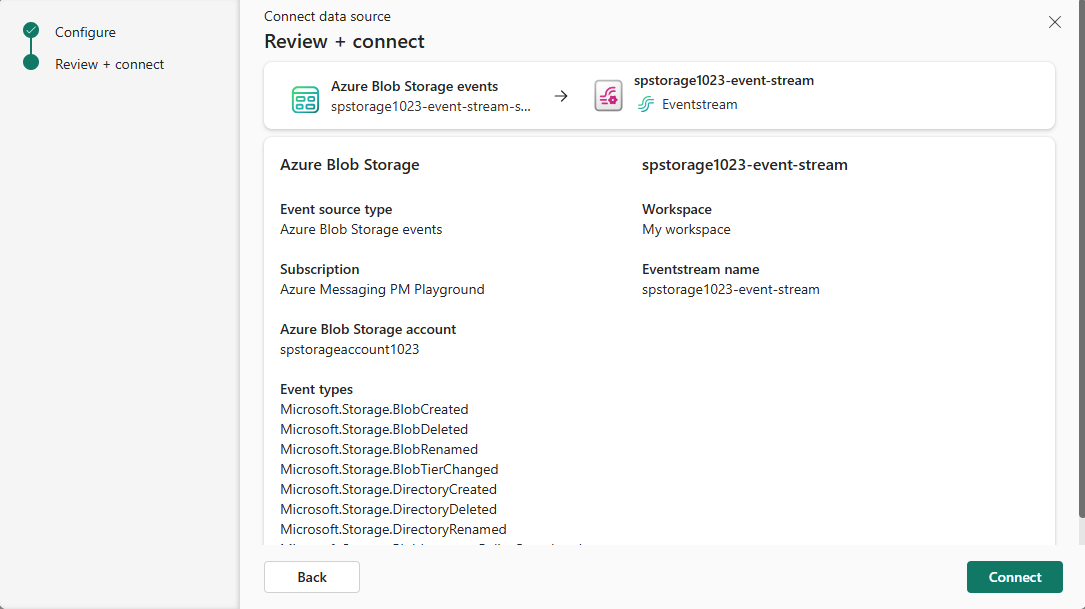 Configure
Review + connect
Connect data source
Review + connect
Azure Blob Storage events
spstorage1023-event-stream-s...
spstorage1023-event-stream
Eventstream
Azure Blob Storage
Event source type
Azure Blob Storage events
Subscription
Azure Messaging PM Playground
Azure Blob Storage account
spstorageaccount1023
Event types
Microsoft.Storage.BlobCreated
Microsoft.Storage.BlobDeleted
Microsoft.Storage.BlobRenamed
Microsoft.Storage.BlobTierChanged
Microsoft.Storage.DirectoryCreated
Microsoft.Storage.DirectoryDeleted
Microsoft.Storage.DirectoryRenamed
spstorage1023-event-stream
Workspace
My workspace
Eventstream name
spstorage1023-event-stream
Back
Connect